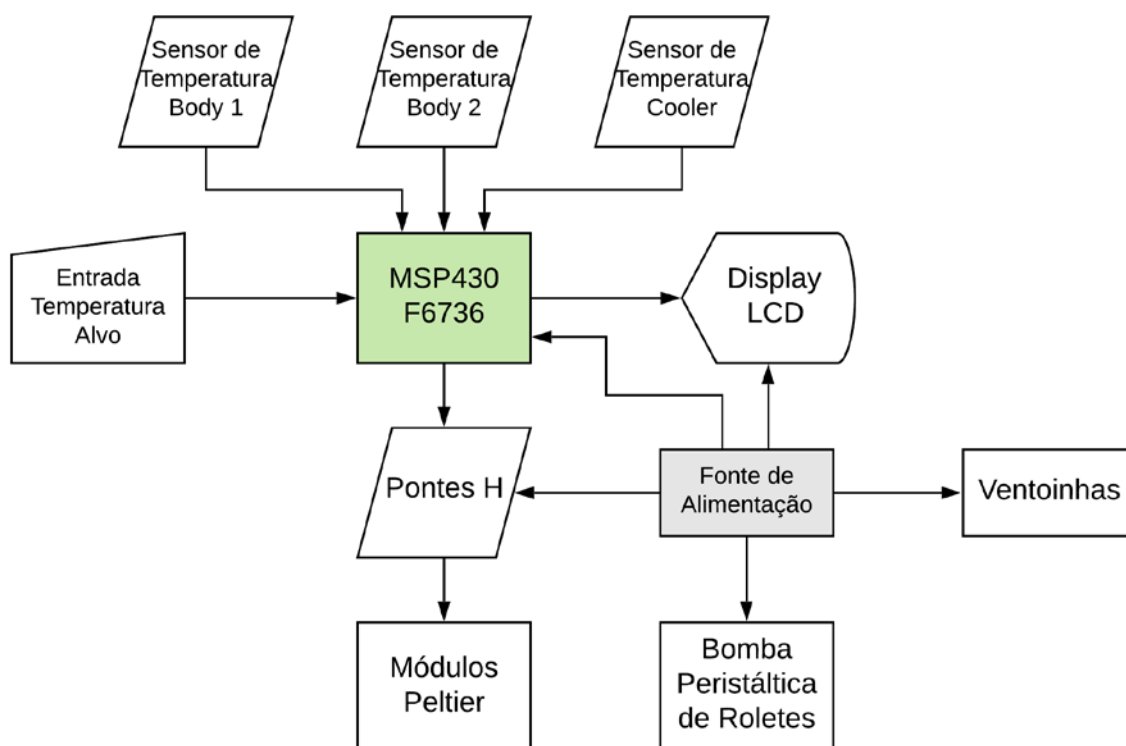 Sensor de
Temperatura
Body 1
Sensor de
Temperatura
Body 2
Sensor de
Temperatura
Cooler
Entrada
Temperatura
Alvo
MSP430
F6736
Display
LCD
Pontes H
Fonte de
Alimentação
Ventoinhas
Módulos
Peltier
Bomba
Peristáltica
de Roletes